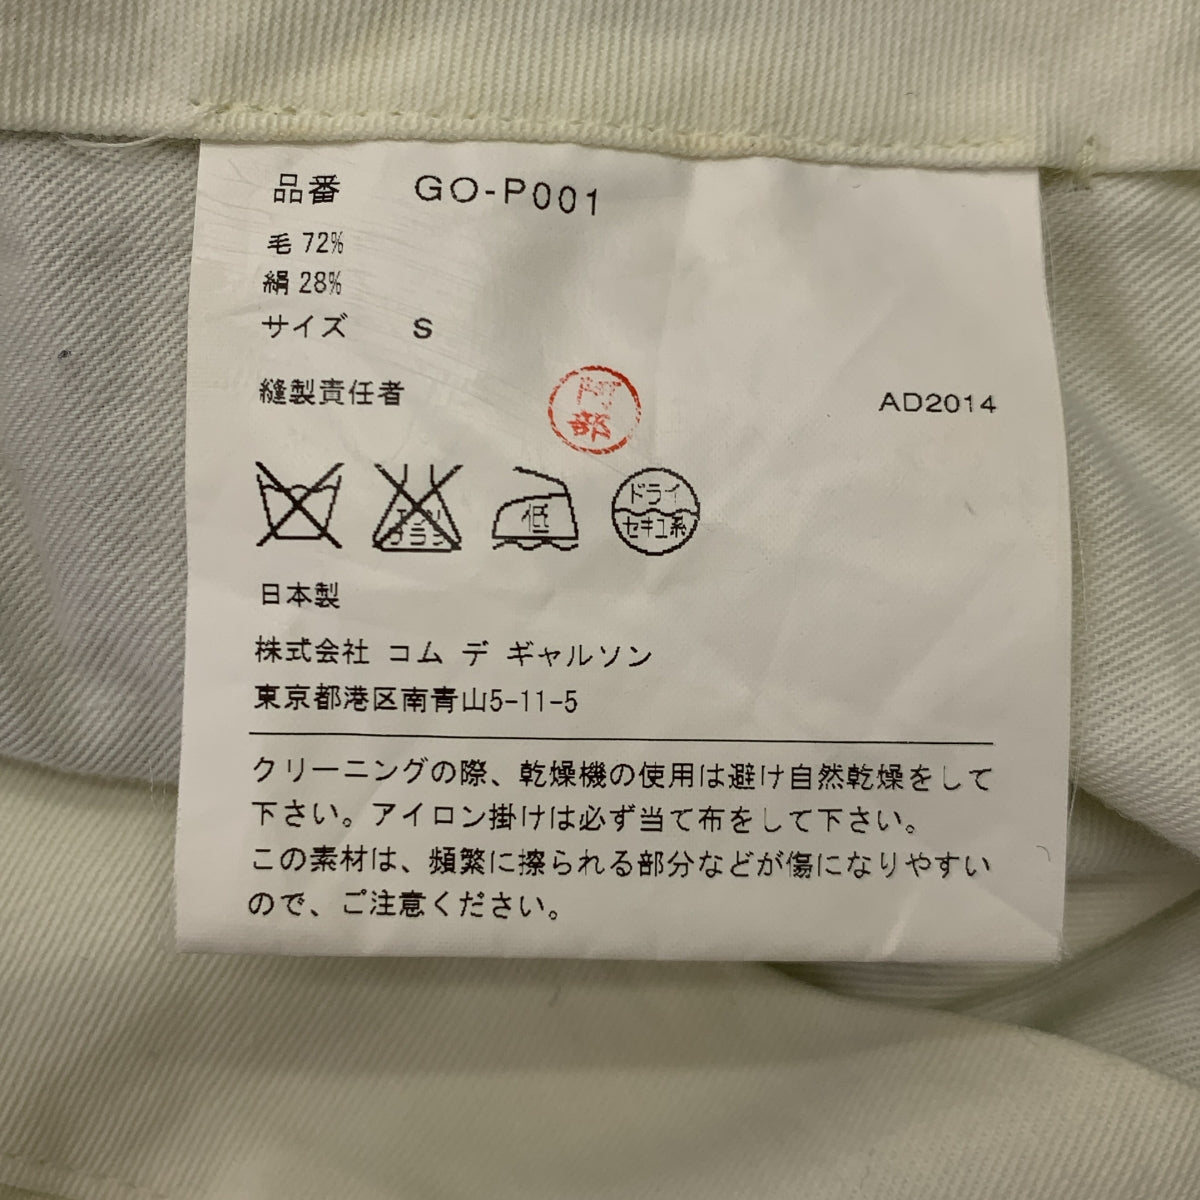 品番 GO-P001
毛 72%
絹 28%
サイズ S
縫製責任者 阿部 AD2014
エンソ サラシ 低 ドライ セキユ系
日本製
株式会社 コム デ ギャルソン
東京都港区南青山5-11-5
クリーニングの際、乾燥機の使用は避け自然乾燥をして
下さい。アイロン掛けは必ず当て布をして下さい。
この素材は、頻繁に擦られる部分などが傷になりやすい
ので、ご注意ください。